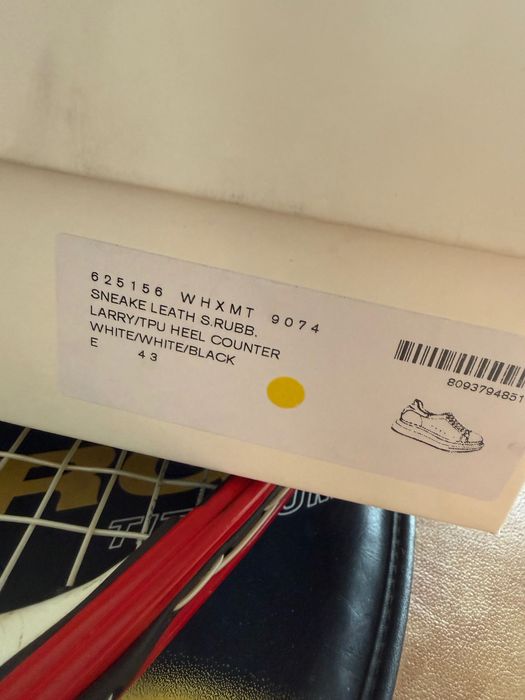 625156 WHXMT 9074
SNEAKE LEATH S.RUBB.
LARRY/TPU HEEL COUNTER
WHITE/WHITE/BLACK
E 43
8093794851